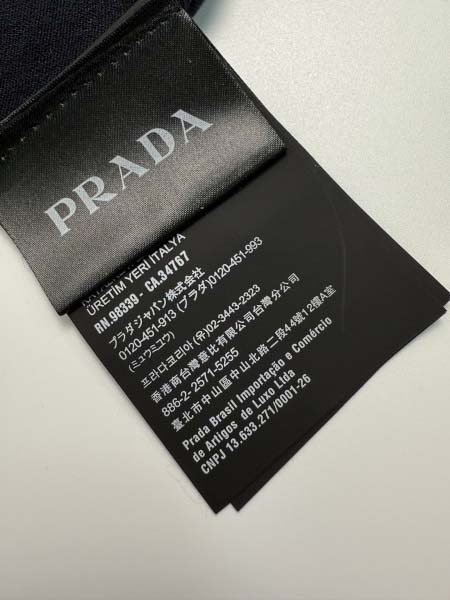 PRADA
ÜRETİM YERİ İTALYA
RN.98339 - CA.34767
プラダジャパン株式会社
0120-451-913 (プラダ)0120-451-993
(ミュウミュウ)
프라다코리아 (유)02-3443-2323
香港商台灣意比有限公司台灣分公司
886-2-2571-5255
臺北市中山區中山北路二段44號12樓A室
Prada Brasil Importação e Comércio
de Artigos de Luxo Ltda
CNPJ 13.633.271/0001-26